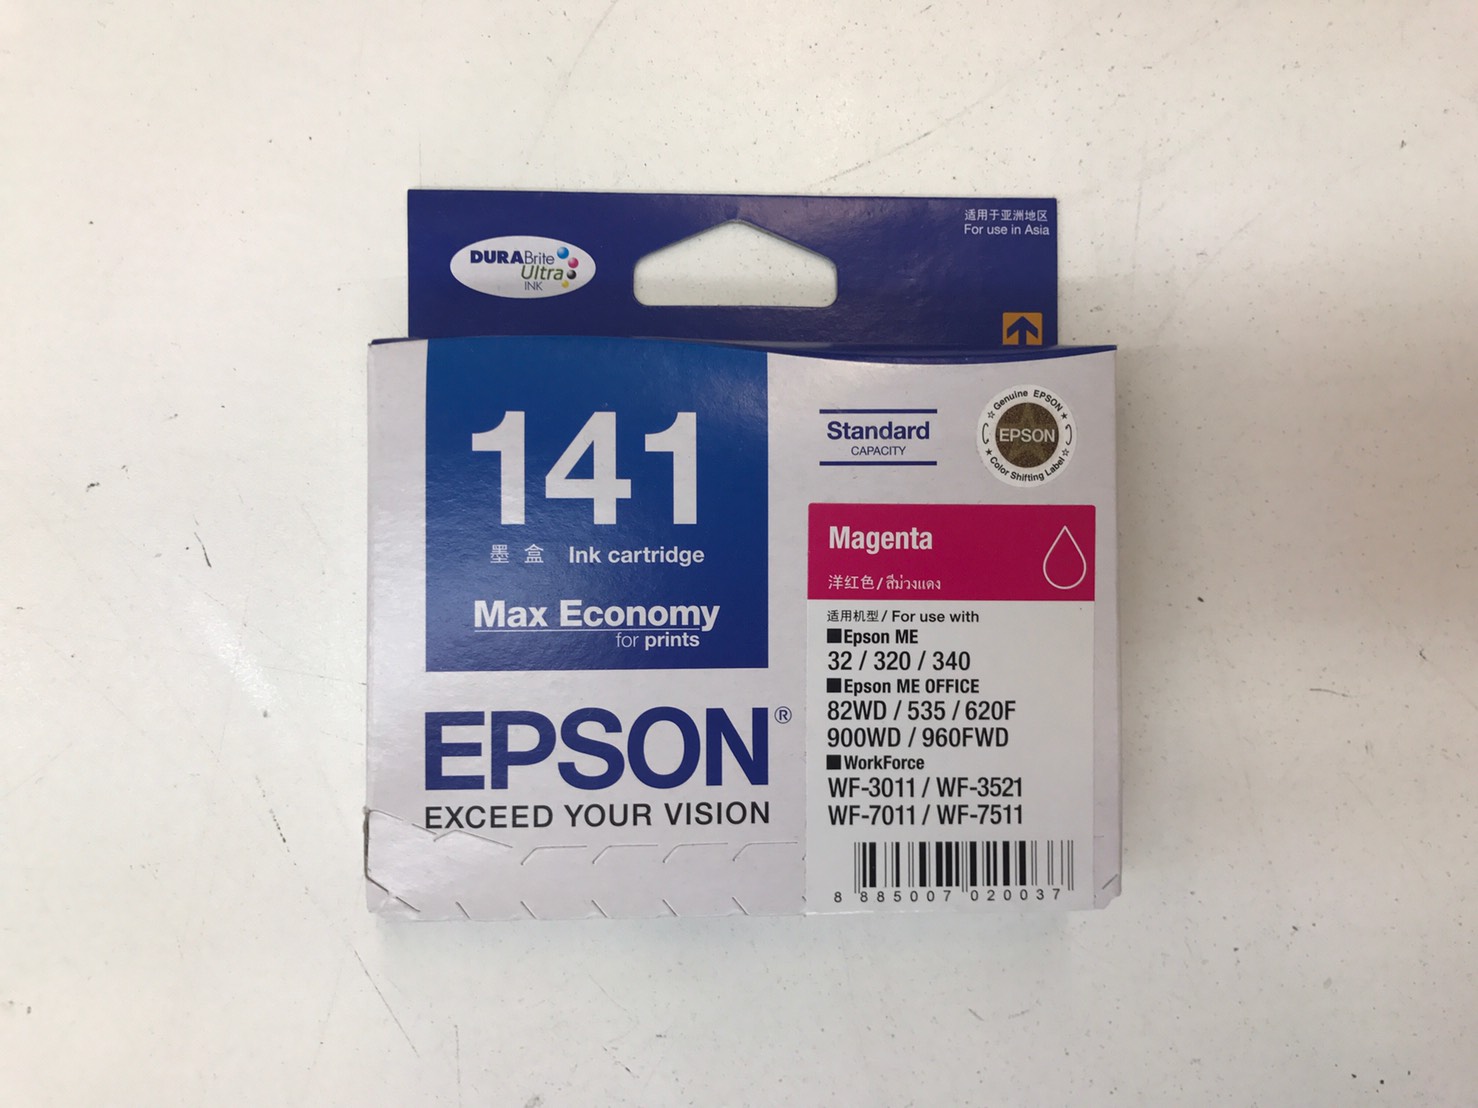 适用于亚洲地区
For use in Asia
DURABrite
Ultra
INK
141
墨盒 Ink cartridge
Max Economy
for prints
EPSON®
EXCEED YOUR VISION
Standard
CAPACITY
Genuine EPSON
EPSON
Color Shifting Label
Magenta
洋红色/สีม่วงแดง
适用机型/For use with
■Epson ME
32 / 320 / 340
■Epson ME OFFICE
82WD / 535 / 620F
900WD / 960FWD
■WorkForce
WF-3011 / WF-3521
WF-7011 / WF-7511
8 885007 020037